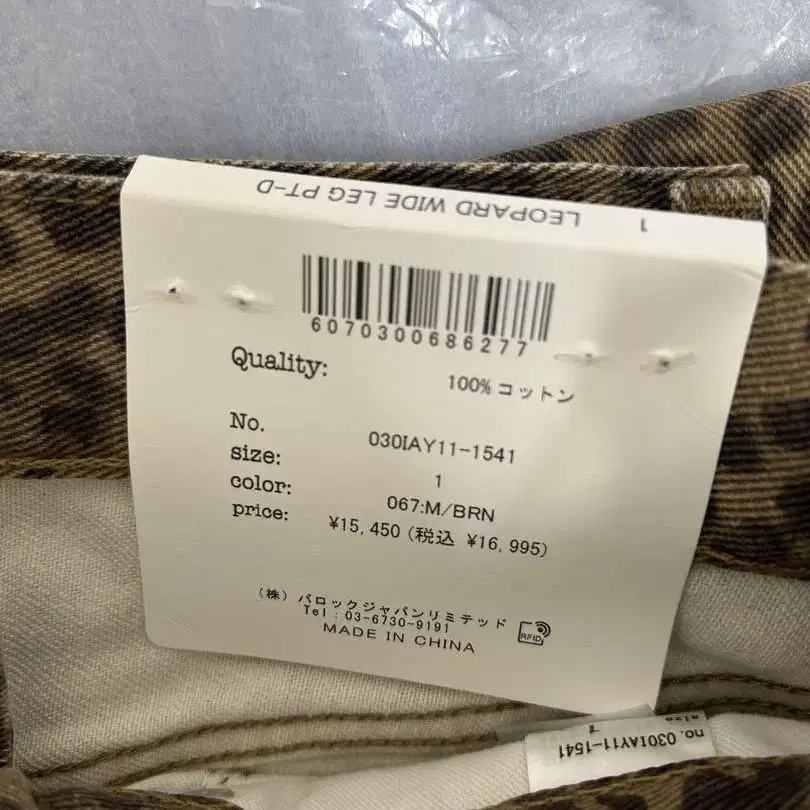 1 LEOPARD WIDE LEG PT-D
6070300686277
Quality:
100% コットン
No. 030IAY11-1541
size: 1
color: 067:M/BRN
price: ¥15,450 (税込 ¥16,995)
(株) バロックジャパンリミテッド
Tel : 03-6730-9191
MADE IN CHINA
RFID
no. 030IAY11-1541
size 1